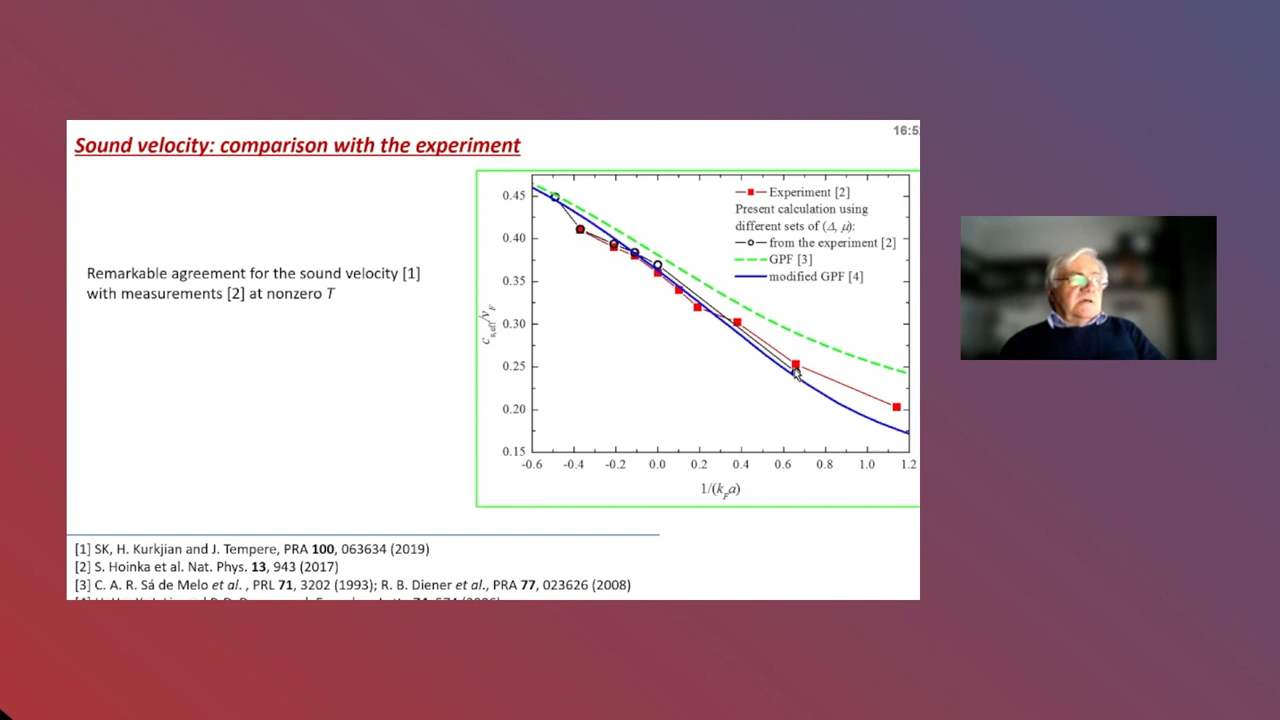 16:5
Sound velocity: comparison with the experiment
Remarkable agreement for the sound velocity [1]
with measurements [2] at nonzero T
Experiment [2]
Present calculation using
different sets of (Δ, μ):
from the experiment [2]
GPF [3]
modified GPF [4]
0.45
0.40
0.35
0.30
0.25
0.20
0.15
-0.6 -0.4 -0.2 0.0 0.2 0.4 0.6 0.8 1.0 1.2
1/(k_F a)
[1] SK, H. Kurkjian and J. Tempere, PRA 100, 063634 (2019)
[2] S. Hoinka et al. Nat. Phys. 13, 943 (2017)
[3] C. A. R. Sá de Melo et al. , PRL 71, 3202 (1993); R. B. Diener et al., PRA 77, 023626 (2008)